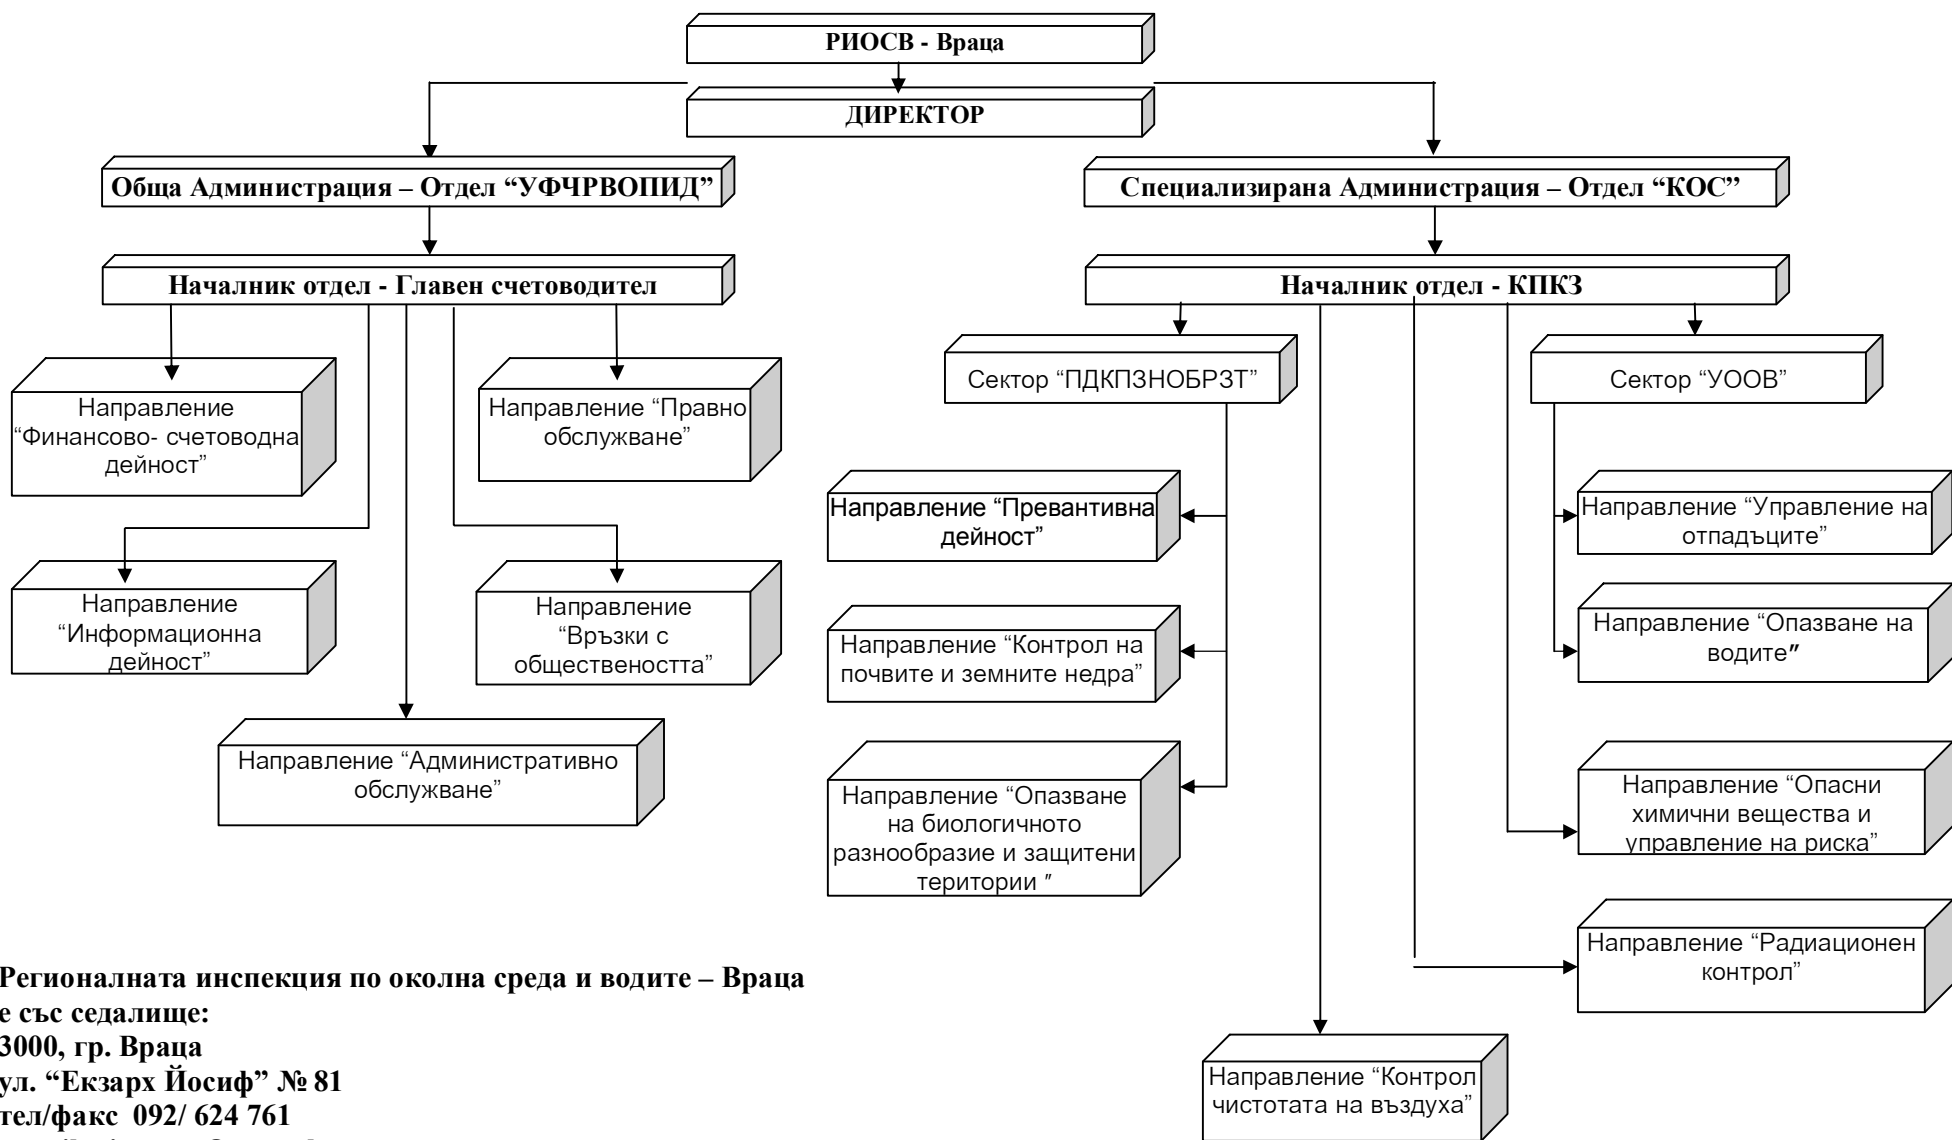 РИОСВ - Враца
ДИРЕКТОР
Обща Администрация – Отдел “УФЧРВОПИД”
Специализирана Администрация – Отдел “КОС”
Началник отдел - Главен счетоводител
Началник отдел - КПКЗ
Направление
“Финансово- счетоводна
дейност”
Направление “Правно
обслужване”
Сектор “ПДКПЗНОБРЗТ”
Сектор “УООВ”
Направление “Превантивна
дейност”
Направление “Управление на
отпадъците”
Направление
“Информационна
дейност”
Направление
“Връзки с
обществеността”
Направление “Контрол на
почвите и земните недра”
Направление “Опазване на
водите”
Направление “Административно
обслужване”
Направление “Опазване
на биологичното
разнообразие и защитени
територии ”
Направление “Опасни
химични вещества и
управление на риска”
Направление “Радиационен
контрол”
Направление “Контрол
чистотата на въздуха”
Регионалната инспекция по околна среда и водите – Враца
е със седалище:
3000, гр. Враца
ул. “Екзарх Йосиф” № 81
тел/факс 092/ 624 761